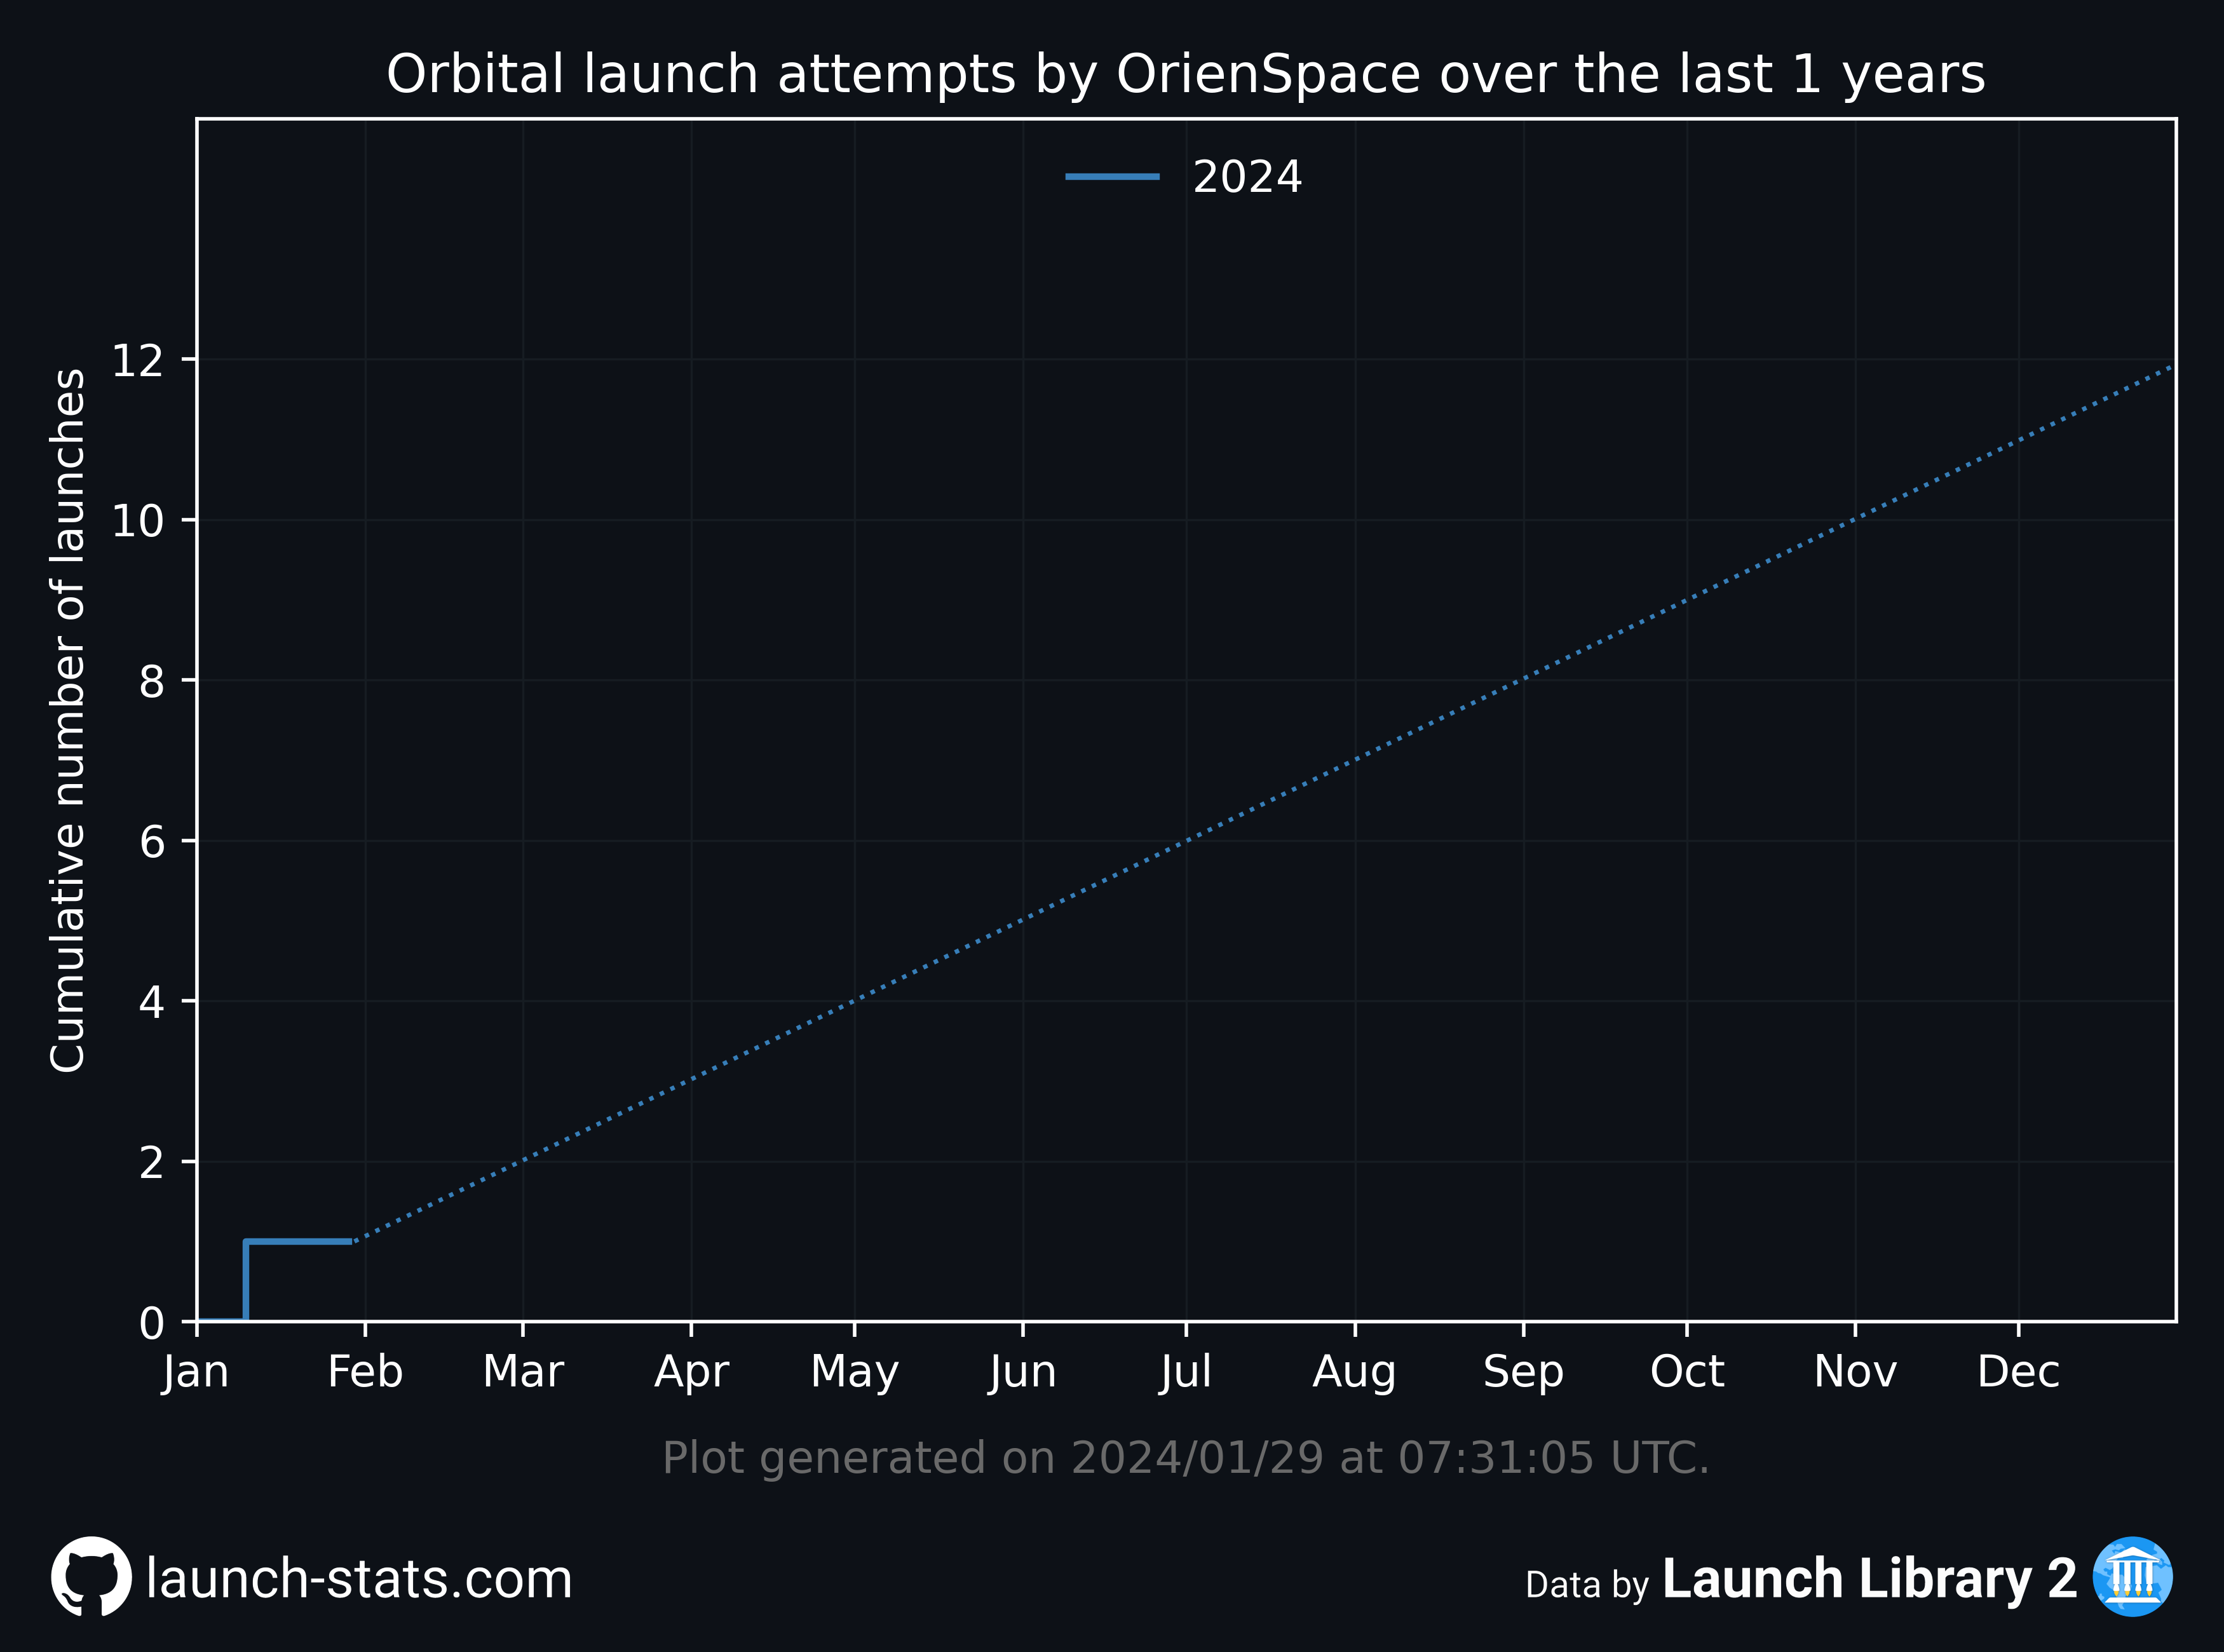 Orbital launch attempts by OrienSpace over the last 1 years
2024
Cumulative number of launches
12
10
8
6
4
2
0
Jan Feb Mar Apr May Jun Jul Aug Sep Oct Nov Dec
Plot generated on 2024/01/29 at 07:31:05 UTC.
launch-stats.com
Data by Launch Library 2